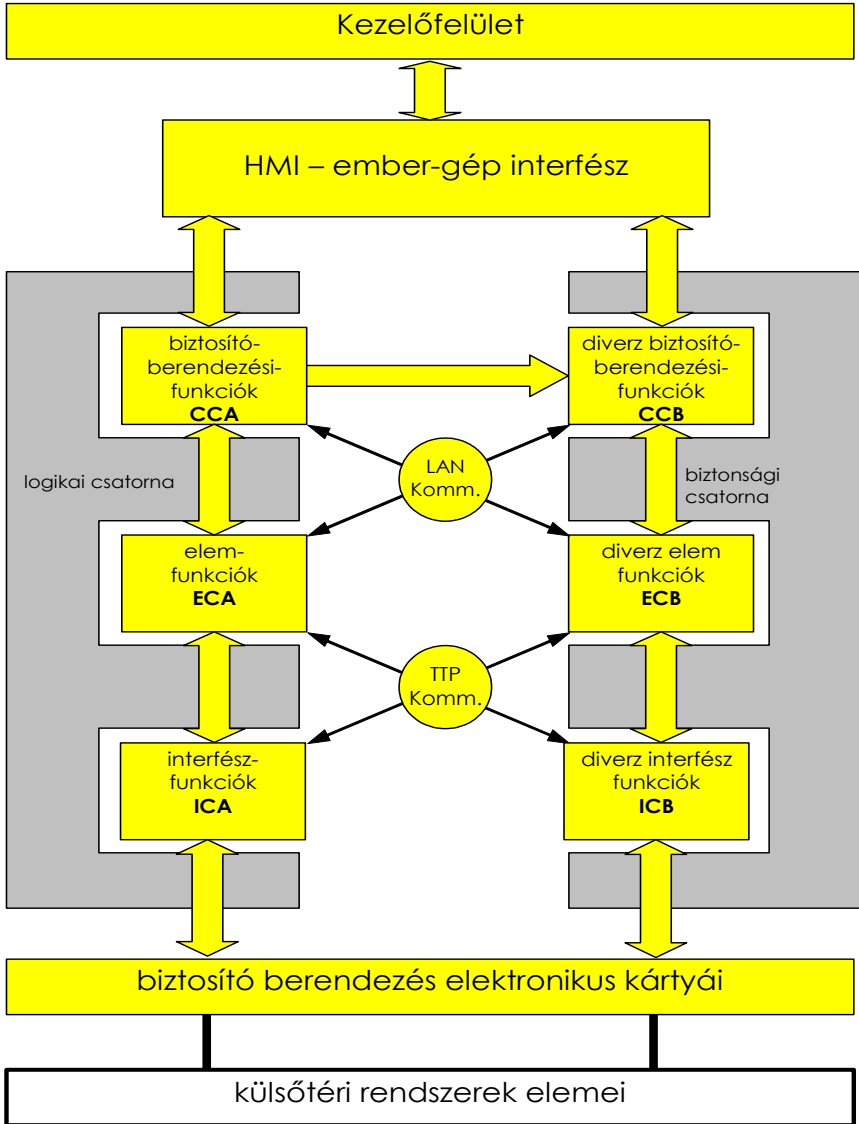 Kezelőfelület
HMI – ember-gép interfész
biztosító-
berendezési-
funkciók
CCA
diverz biztosító-
berendezési-
funkciók
CCB
LAN
Komm.
logikai csatorna
biztonsági
csatorna
elem-
funkciók
ECA
diverz elem
funkciók
ECB
TTP
Komm.
interfész-
funkciók
ICA
diverz interfész
funkciók
ICB
biztosító berendezés elektronikus kártyái
külsőtéri rendszerek elemei